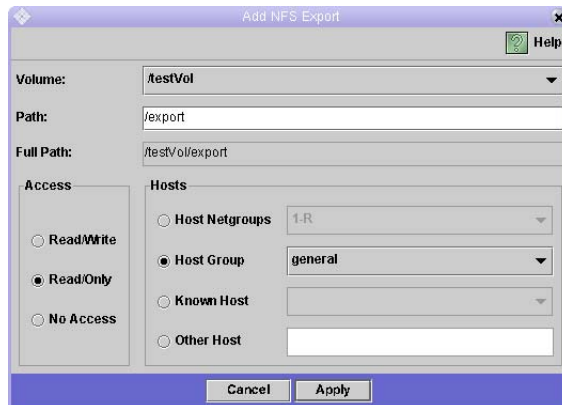 Add NFS Export
Help
Volume: /testVol
Path: /export
Full Path: /testVol/export
Access
Read/Write
Read/Only
No Access
Hosts
Host Netgroups 1-R
Host Group general
Known Host
Other Host
Cancel Apply